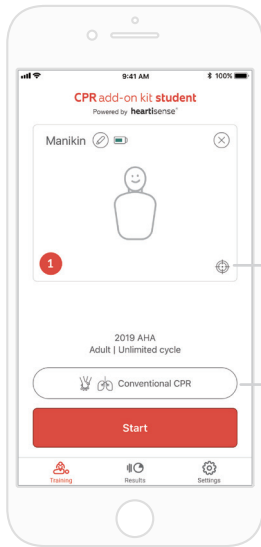 9:41 AM 100%
CPR add-on kit student
Powered by heartisense®
Manikin
1
2019 AHA
Adult | Unlimited cycle
Conventional CPR
Start
Training Results Settings